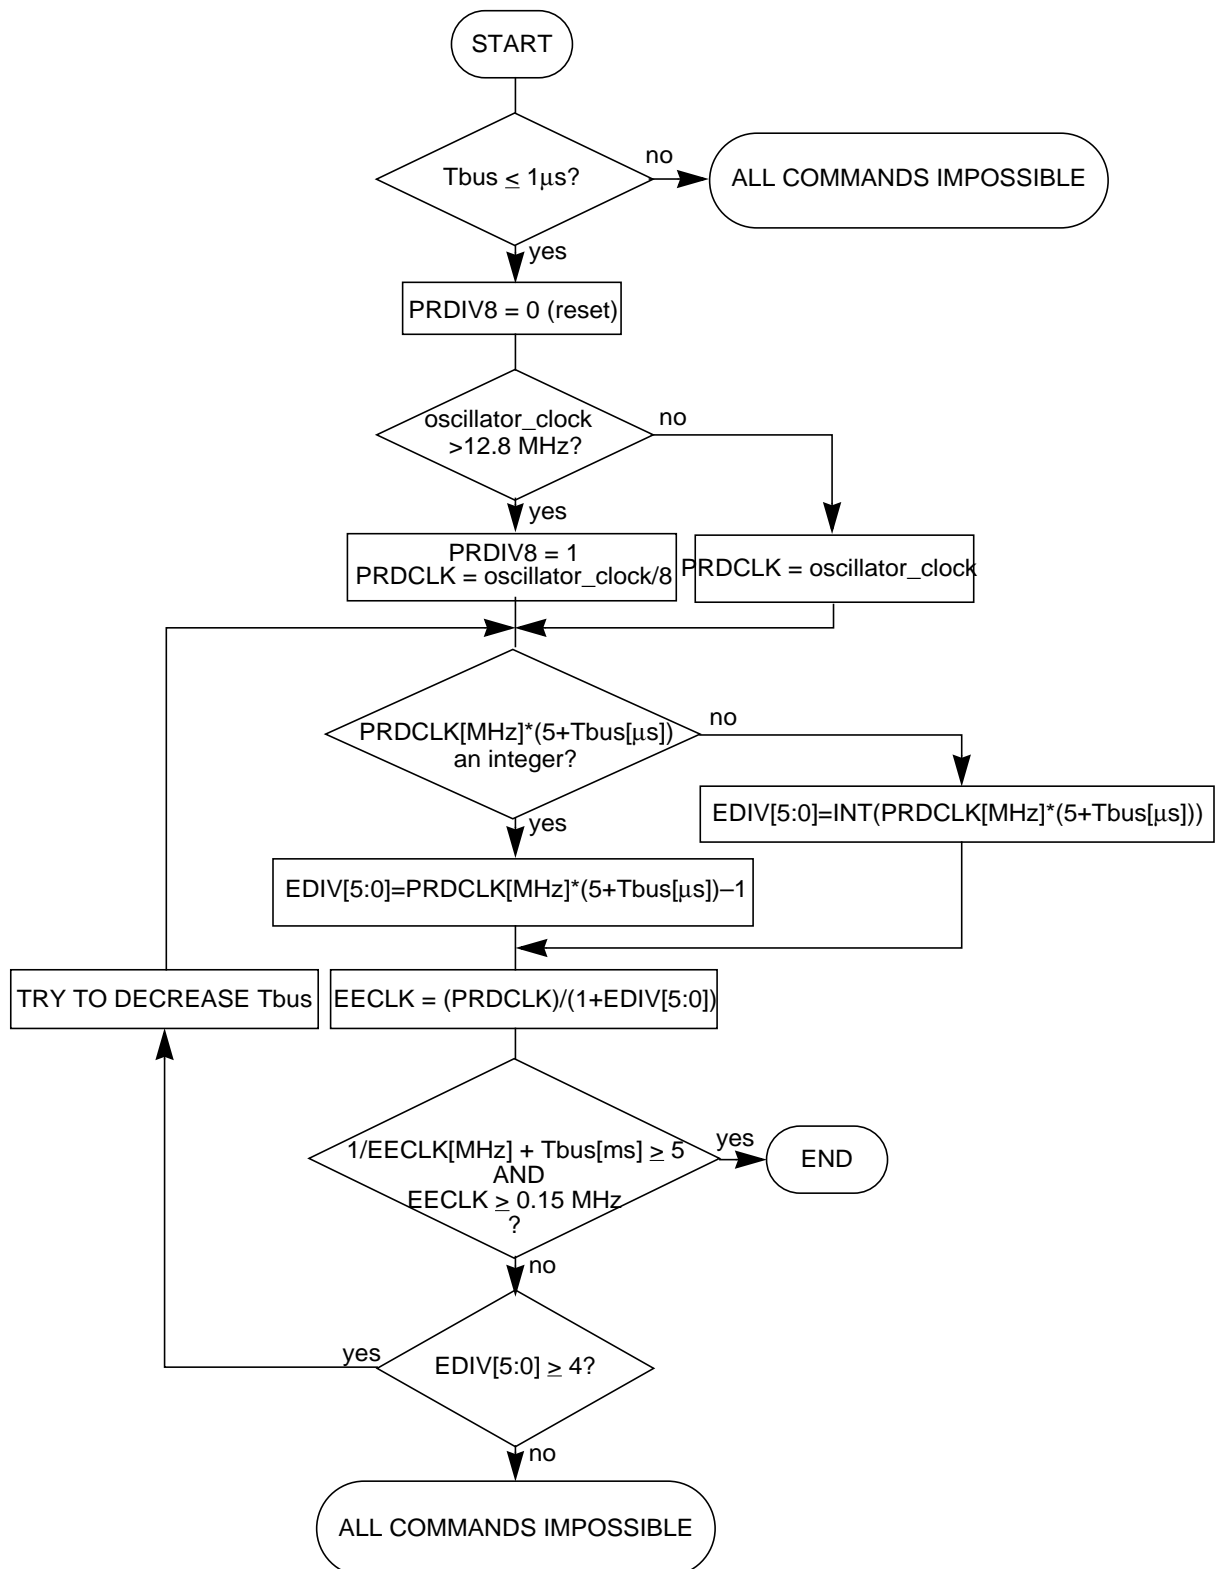 START
Tbus ≤ 1μs?
no
ALL COMMANDS IMPOSSIBLE
yes
PRDIV8 = 0 (reset)
oscillator_clock
>12.8 MHz?
no
yes
PRDIV8 = 1
PRDCLK = oscillator_clock/8
PRDCLK = oscillator_clock
PRDCLK[MHz]*(5+Tbus[μs])
an integer?
no
yes
EDIV[5:0]=INT(PRDCLK[MHz]*(5+Tbus[μs]))
EDIV[5:0]=PRDCLK[MHz]*(5+Tbus[μs])–1
TRY TO DECREASE Tbus
EECLK = (PRDCLK)/(1+EDIV[5:0])
1/EECLK[MHz] + Tbus[ms] ≥ 5
AND
EECLK ≥ 0.15 MHz
?
yes
END
no
EDIV[5:0] ≥ 4?
yes
no
ALL COMMANDS IMPOSSIBLE